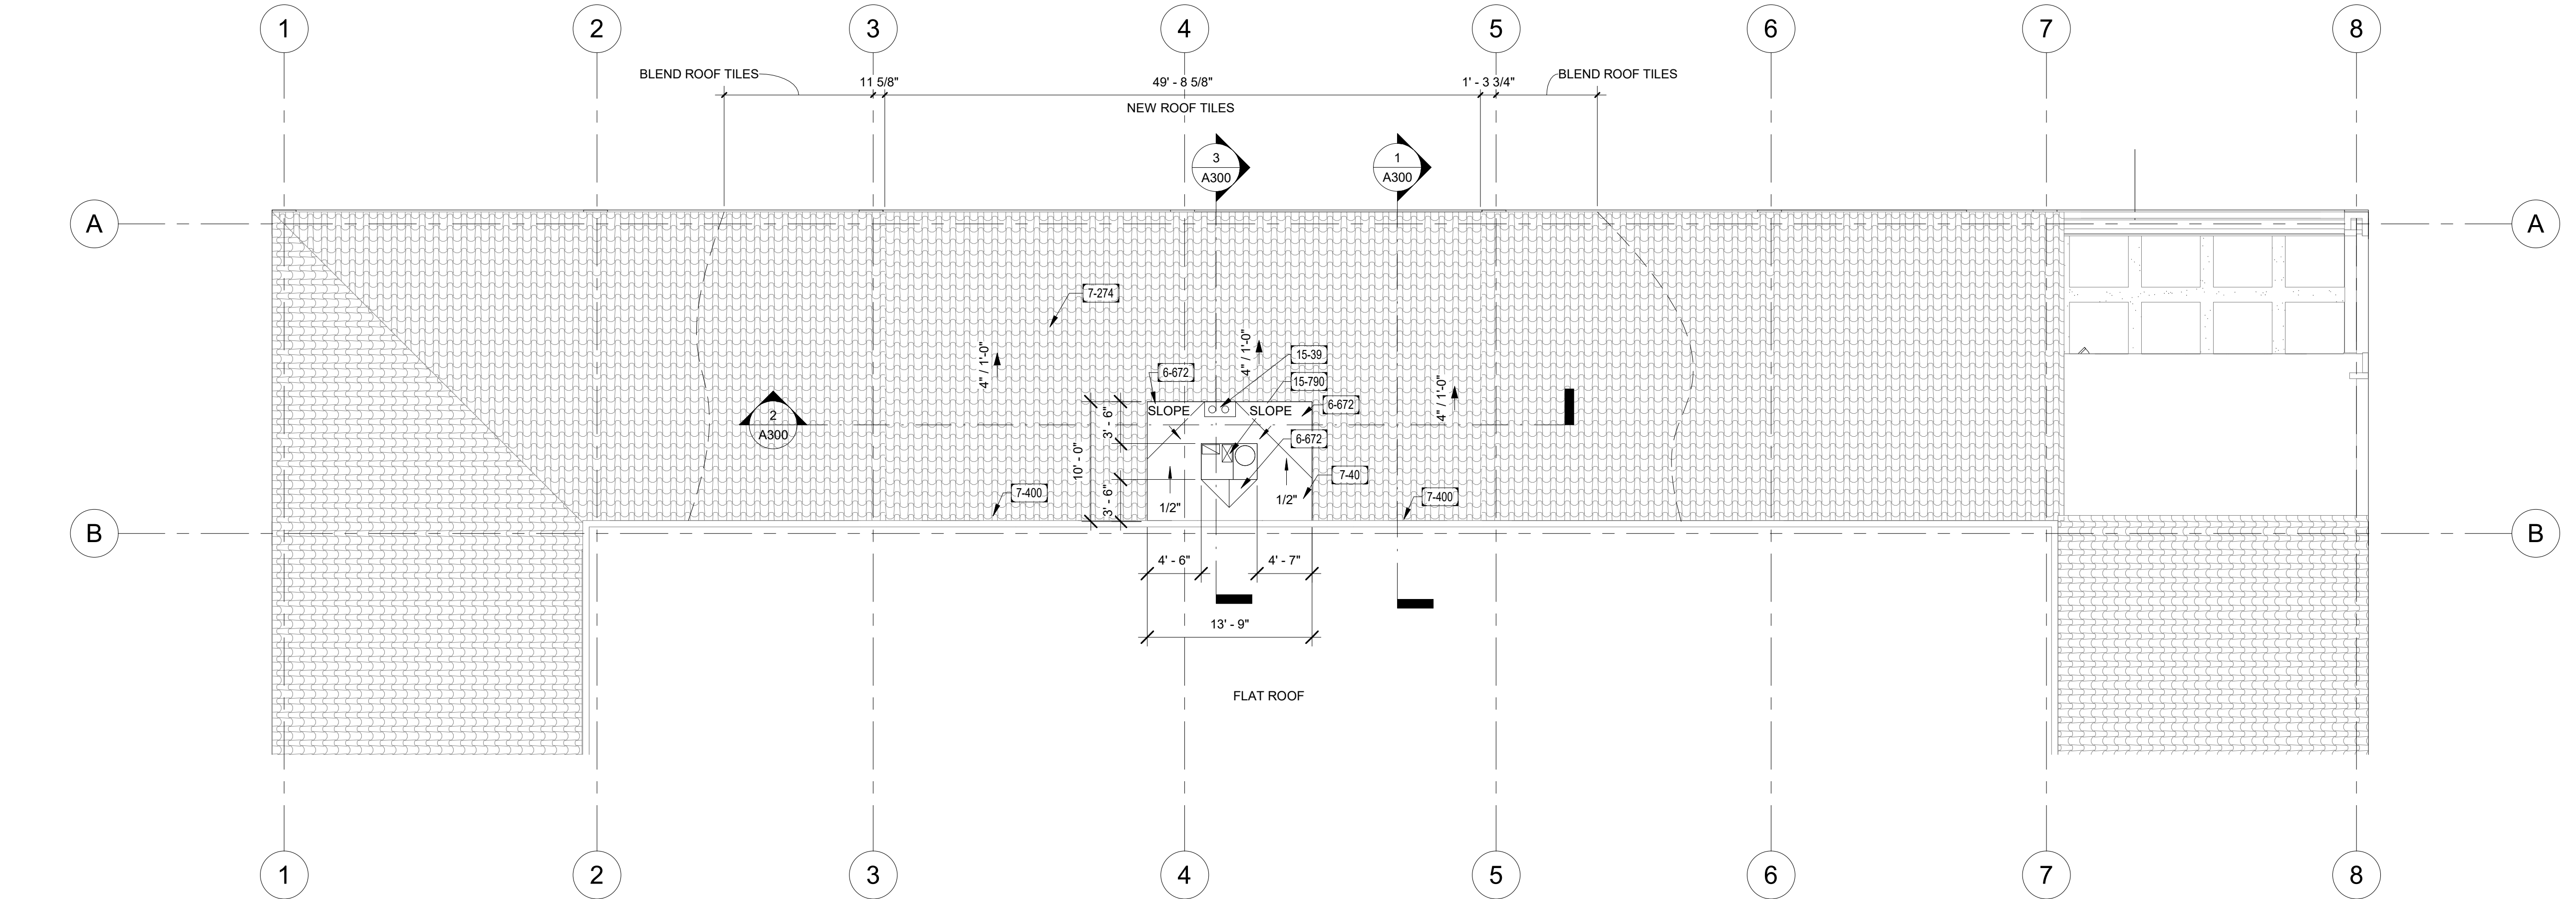 1 2 3 4 5 6 7 8
BLEND ROOF TILES
11 5/8"
49' - 8 5/8"
1' - 3 3/4"
BLEND ROOF TILES
NEW ROOF TILES
3
A300
1
A300
A
A
7-274
4" / 1'-0"
4" / 1'-0"
15-39
6-672
15-790
4" / 1'-0"
2
A300
SLOPE
SLOPE
6-672
3' - 6"
10' - 0"
6-672
7-40
7-400
3' - 6"
1/2"
1/2"
7-400
B
B
4' - 6"
4' - 7"
13' - 9"
FLAT ROOF
1 2 3 4 5 6 7 8